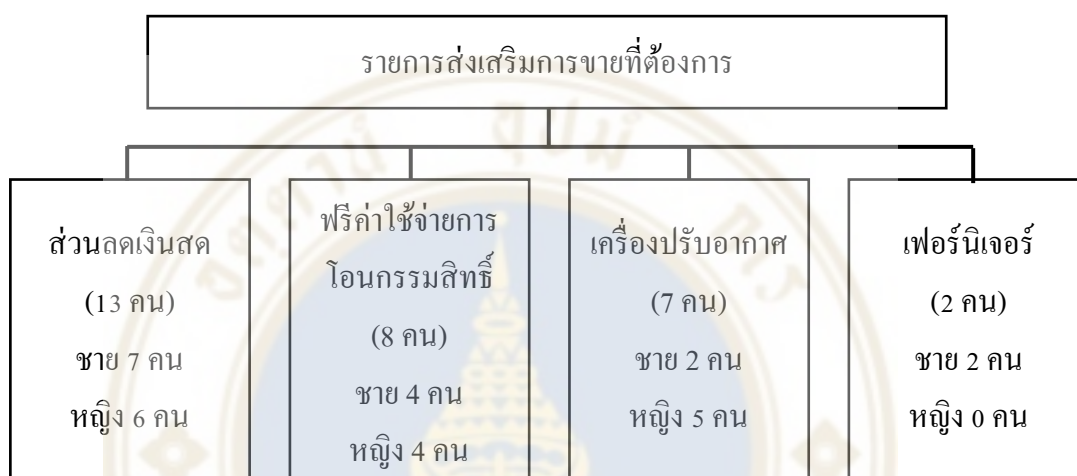 รายการส่งเสริมการขายที่ต้องการ
ส่วนลดเงินสด
(13 คน)
ชาย 7 คน
หญิง 6 คน
ฟรีค่าใช้จ่ายการ
โอนกรรมสิทธิ์
(8 คน)
ชาย 4 คน
หญิง 4 คน
เครื่องปรับอากาศ
(7 คน)
ชาย 2 คน
หญิง 5 คน
เฟอร์นิเจอร์
(2 คน)
ชาย 2 คน
หญิง 0 คน